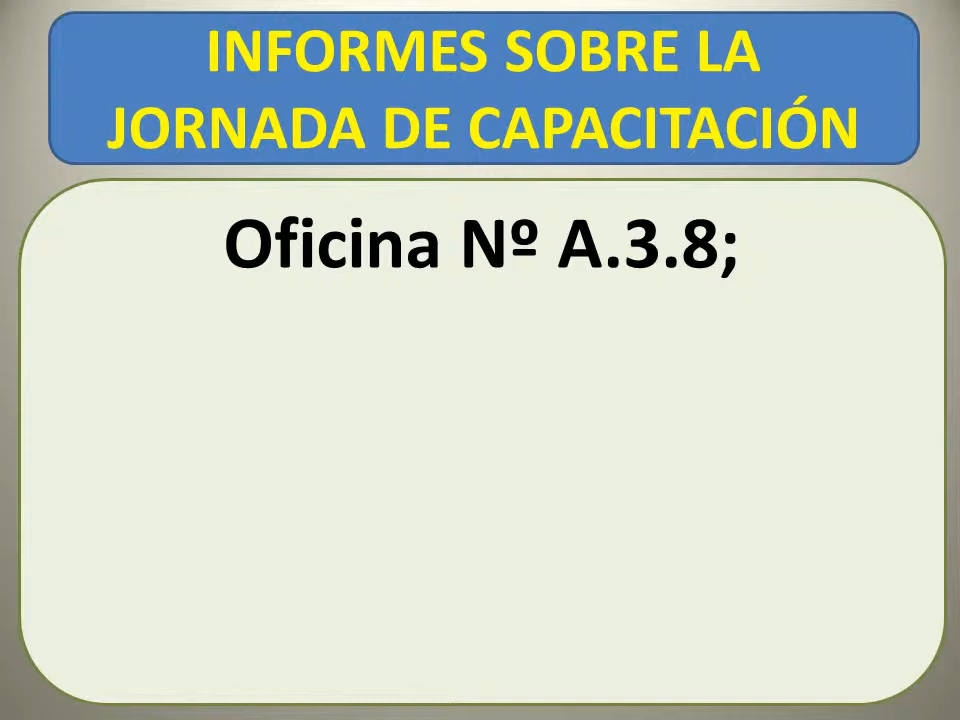 INFORMES SOBRE LA
JORNADA DE CAPACITACIÓN
Oficina Nº A.3.8;